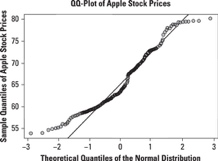 QQ-Plot of Apple Stock Prices
Sample Quantiles of Apple Stock Prices
80
75
70
65
60
55
−3 −2 −1 0 1 2 3
Theoretical Quantiles of the Normal Distribution